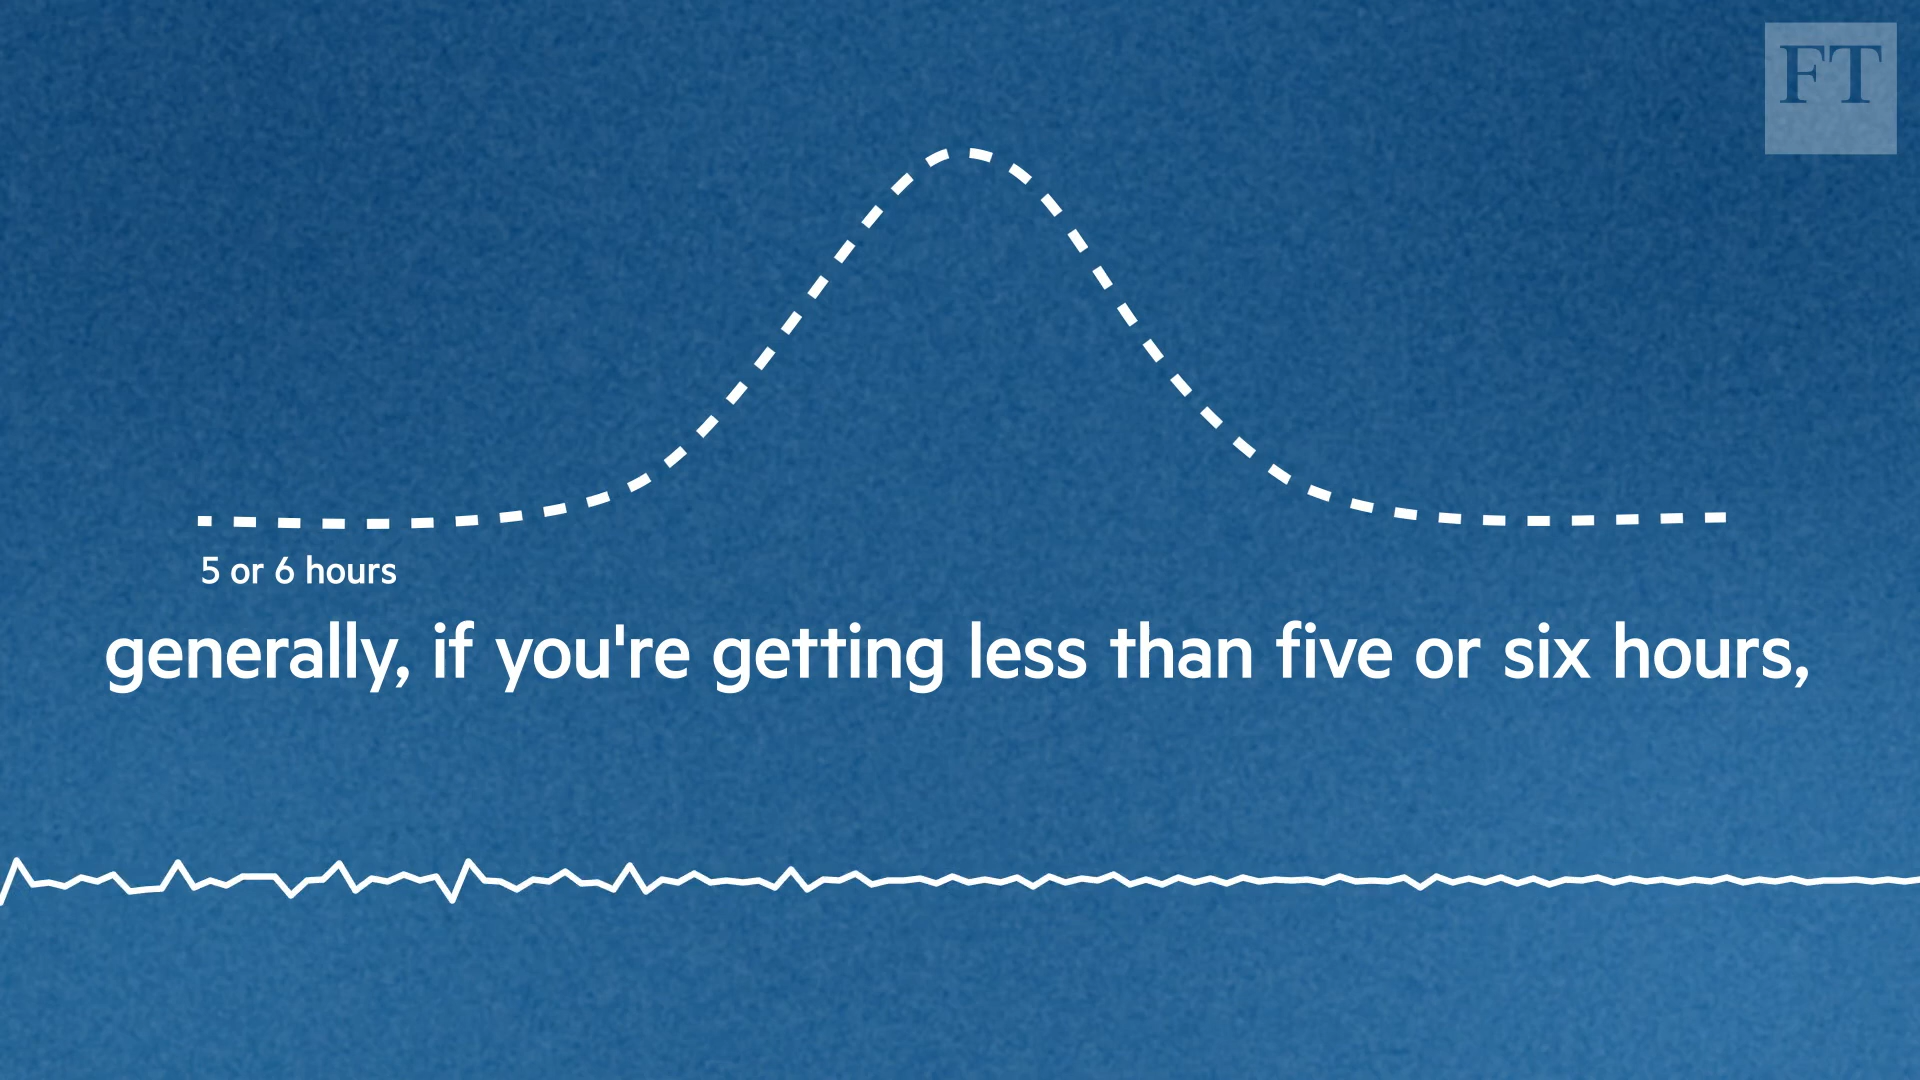 FT
5 or 6 hours
generally, if you're getting less than five or six hours,